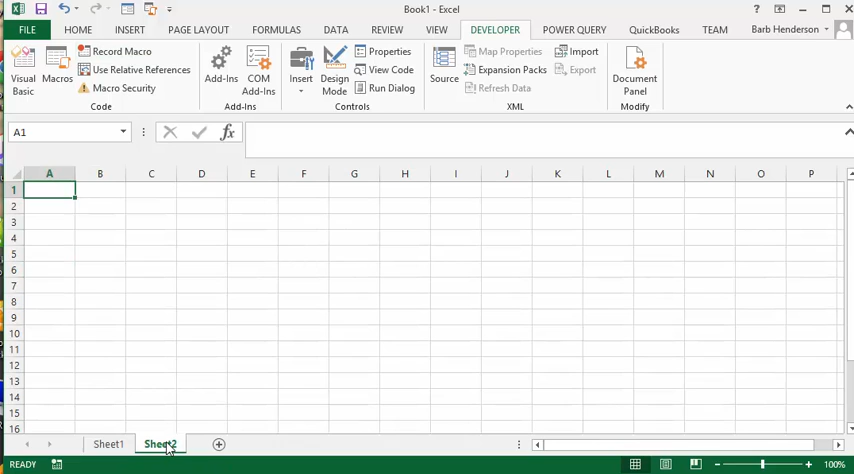 Book1 - Excel
FILE HOME INSERT PAGE LAYOUT FORMULAS DATA REVIEW VIEW DEVELOPER POWER QUERY QuickBooks TEAM Barb Henderson
Visual Basic
Macros
Record Macro
Use Relative References
Macro Security
Code
Add-Ins
COM Add-Ins
Add-Ins
Insert
Design Mode
Properties
View Code
Run Dialog
Controls
Source
Map Properties
Expansion Packs
Refresh Data
Import
Export
XML
Document Panel
Modify
A1 fx
A B C D E F G H I J K L M N O P
1
2
3
4
5
6
7
8
9
10
11
12
13
14
15
16
Sheet1 Sheet2
READY 100%